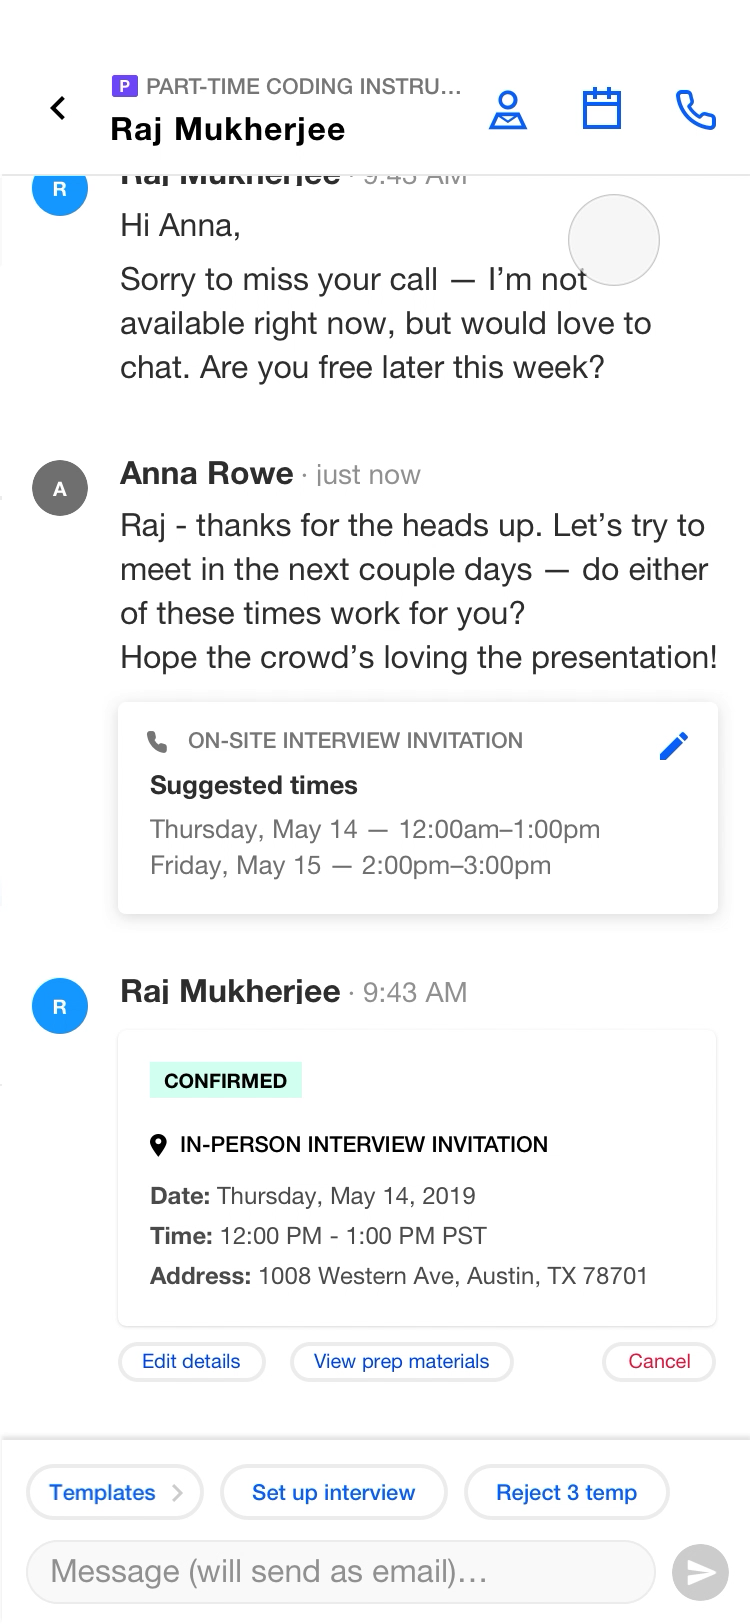 P PART-TIME CODING INSTRU...
Raj Mukherjee
R Raj Mukherjee · 9:43 AM
Hi Anna,
Sorry to miss your call — I’m not
available right now, but would love to
chat. Are you free later this week?
A Anna Rowe · just now
Raj - thanks for the heads up. Let’s try to
meet in the next couple days — do either
of these times work for you?
Hope the crowd’s loving the presentation!
ON-SITE INTERVIEW INVITATION
Suggested times
Thursday, May 14 — 12:00am–1:00pm
Friday, May 15 — 2:00pm–3:00pm
R Raj Mukherjee · 9:43 AM
CONFIRMED
IN-PERSON INTERVIEW INVITATION
Date: Thursday, May 14, 2019
Time: 12:00 PM - 1:00 PM PST
Address: 1008 Western Ave, Austin, TX 78701
Edit details View prep materials Cancel
Templates Set up interview Reject 3 temp
Message (will send as email)...